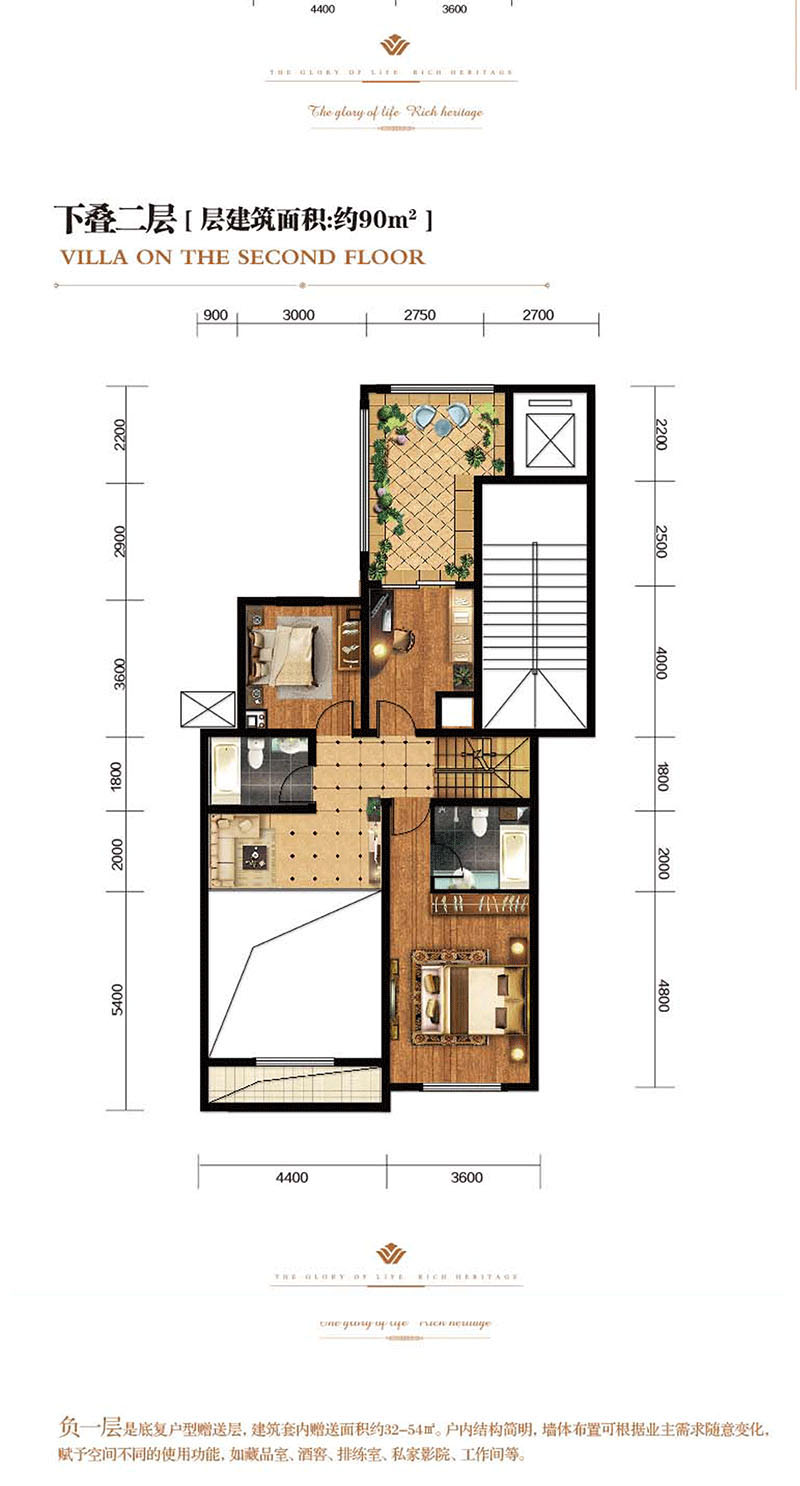 4400 3600
THE GLORY OF LIFE RICH HERITAGE
The glory of life Rich heritage
下叠二层 [ 层建筑面积:约90m² ]
VILLA ON THE SECOND FLOOR
900 3000 2750 2700
2200
2900
3600
1800
2000
5400
2200
2500
4000
1800
2000
4800
4400 3600
THE GLORY OF LIFE RICH HERITAGE
The glory of life Rich heritage
负一层是底复户型赠送层，建筑套内赠送面积约32-54㎡。户内结构简明，墙体布置可根据业主需求随意变化，
赋予空间不同的使用功能，如藏品室、酒窖、排练室、私家影院、工作间等。